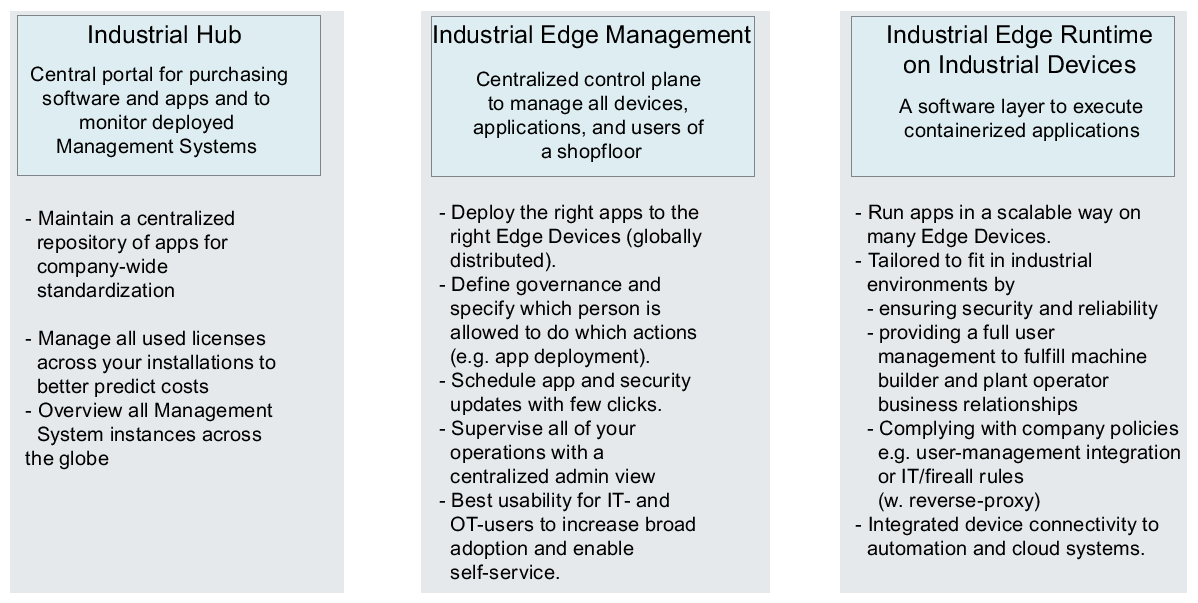 Industrial Hub
Central portal for purchasing
software and apps and to
monitor deployed
Management Systems
- Maintain a centralized
repository of apps for
company-wide
standardization
- Manage all used licenses
across your installations to
better predict costs
- Overview all Management
System instances across
the globe
Industrial Edge Management
Centralized control plane
to manage all devices,
applications, and users of
a shopfloor
- Deploy the right apps to the
right Edge Devices (globally
distributed).
- Define governance and
specify which person is
allowed to do which actions
(e.g. app deployment).
- Schedule app and security
updates with few clicks.
- Supervise all of your
operations with a
centralized admin view
- Best usability for IT- and
OT-users to increase broad
adoption and enable
self-service.
Industrial Edge Runtime
on Industrial Devices
A software layer to execute
containerized applications
- Run apps in a scalable way on
many Edge Devices.
- Tailored to fit in industrial
environments by
- ensuring security and reliability
- providing a full user
management to fulfill machine
builder and plant operator
business relationships
- Complying with company policies
e.g. user-management integration
or IT/fireall rules
(w. reverse-proxy)
- Integrated device connectivity to
automation and cloud systems.